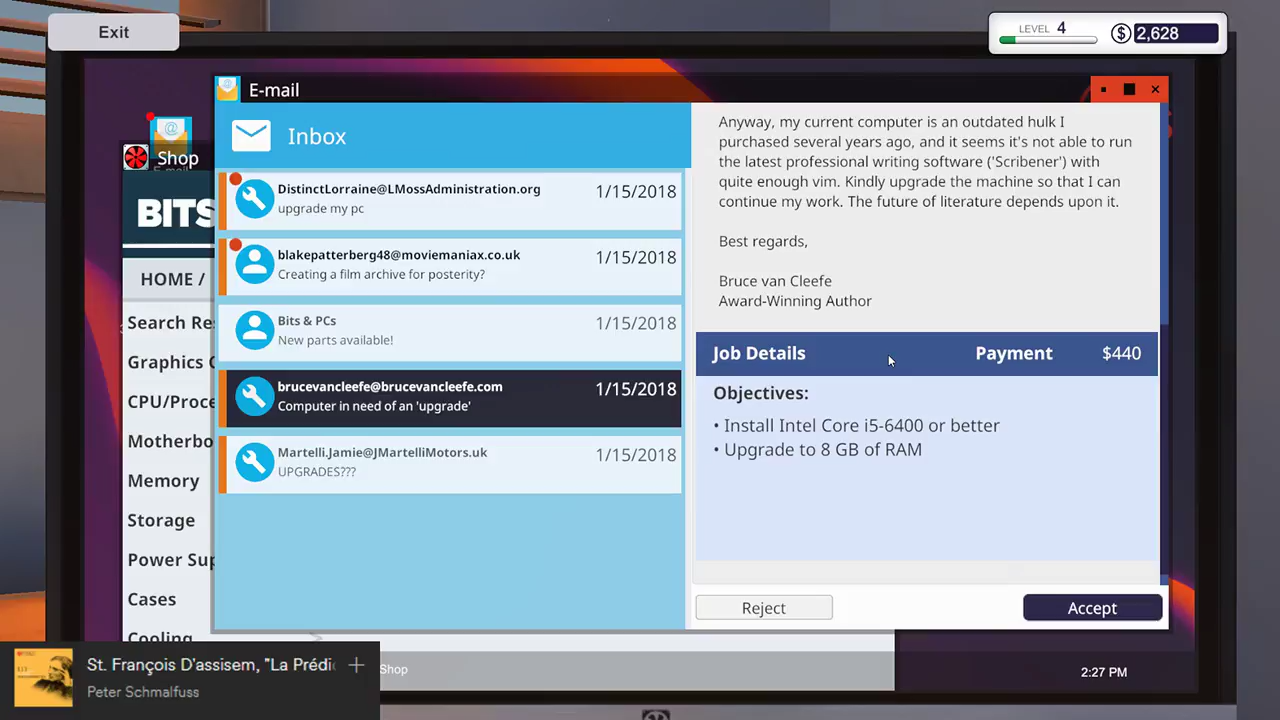 Exit
LEVEL 4
$ 2,628
E-mail
Shop
BITS
HOME /
Search Res
Graphics C
CPU/Proce
Motherbo
Memory
Storage
Power Sup
Cases
Cooling
Inbox
DistinctLorraine@LMossAdministration.org 1/15/2018
upgrade my pc
blakepatterberg48@moviemaniax.co.uk 1/15/2018
Creating a film archive for posterity?
Bits & PCs 1/15/2018
New parts available!
brucevancleefe@brucevancleefe.com 1/15/2018
Computer in need of an 'upgrade'
Martelli.Jamie@JMartelliMotors.uk 1/15/2018
UPGRADES???
Anyway, my current computer is an outdated hulk I
purchased several years ago, and it seems it's not able to run
the latest professional writing software ('Scribener') with
quite enough vim. Kindly upgrade the machine so that I can
continue my work. The future of literature depends upon it.
Best regards,
Bruce van Cleefe
Award-Winning Author
Job Details Payment $440
Objectives:
• Install Intel Core i5-6400 or better
• Upgrade to 8 GB of RAM
Reject Accept
St. François D'assisem, "La Prédi
Peter Schmalfuss
Shop
2:27 PM